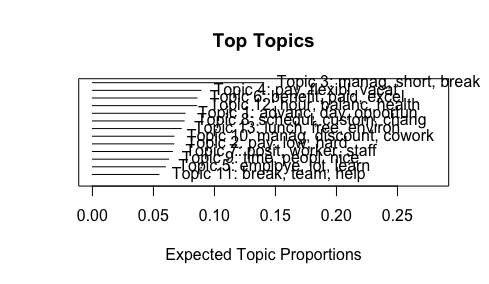 Top Topics
Topic 3: manag, short, break
Topic 4: pay, flexibl, vacat
Topic 6: benefit, paid, excel
Topic 12: hour, balanc, health
Topic 1: advanc, day, opportun
Topic 8: schedul, custom, chang
Topic 13: lunch, free, environ
Topic 10: manag, discount, cowork
Topic 2: pay, low, hard
Topic 7: posit, worker, staff
Topic 9: time, peopl, nice
Topic 5: employe, lot, learn
Topic 11: break, team, help
0.00 0.05 0.10 0.15 0.20 0.25
Expected Topic Proportions